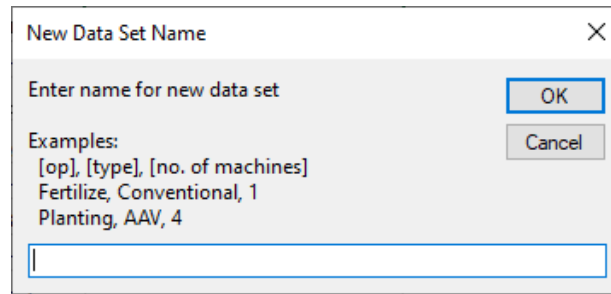 New Data Set Name
Enter name for new data set
OK
Cancel
Examples:
[op], [type], [no. of machines]
Fertilize, Conventional, 1
Planting, AAV, 4